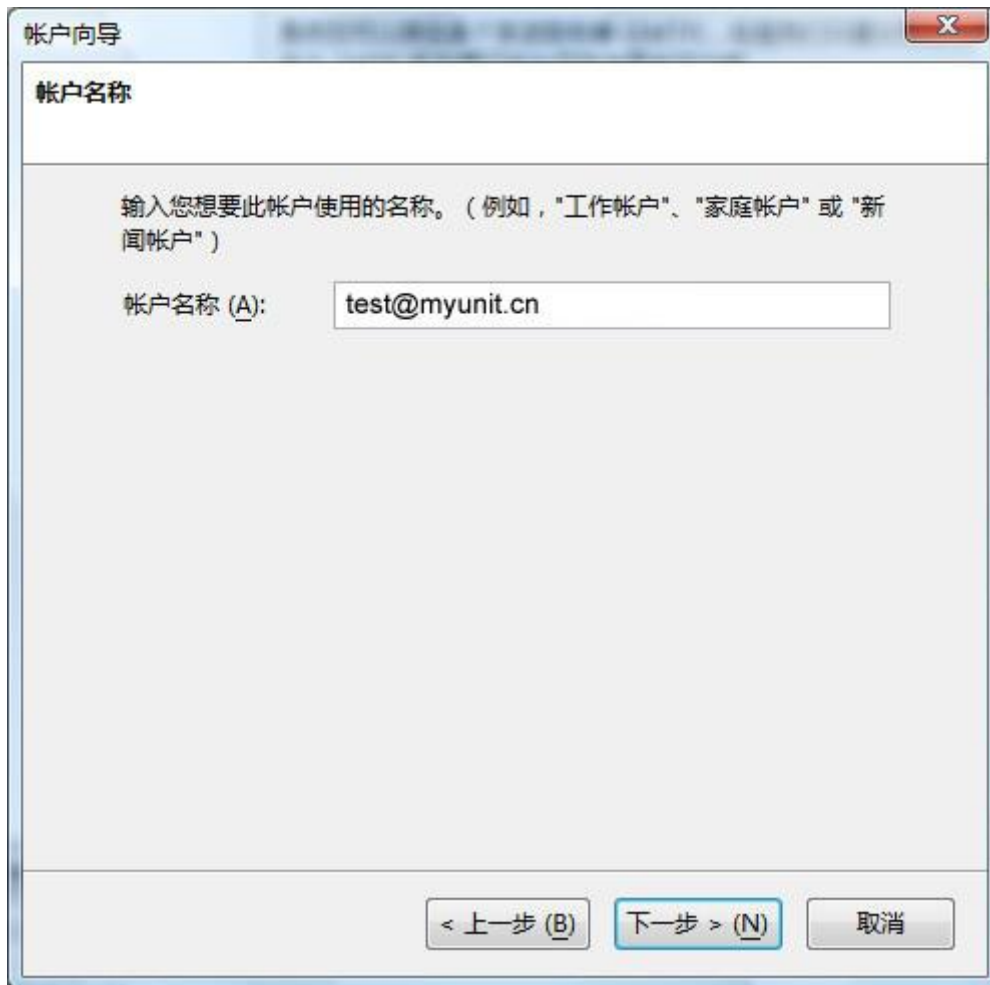 帐户向导
帐户名称
输入您想要此帐户使用的名称。（例如，"工作帐户"、"家庭帐户" 或 "新
闻帐户"）
帐户名称 (A): test@myunit.cn
< 上一步 (B) 下一步 > (N) 取消